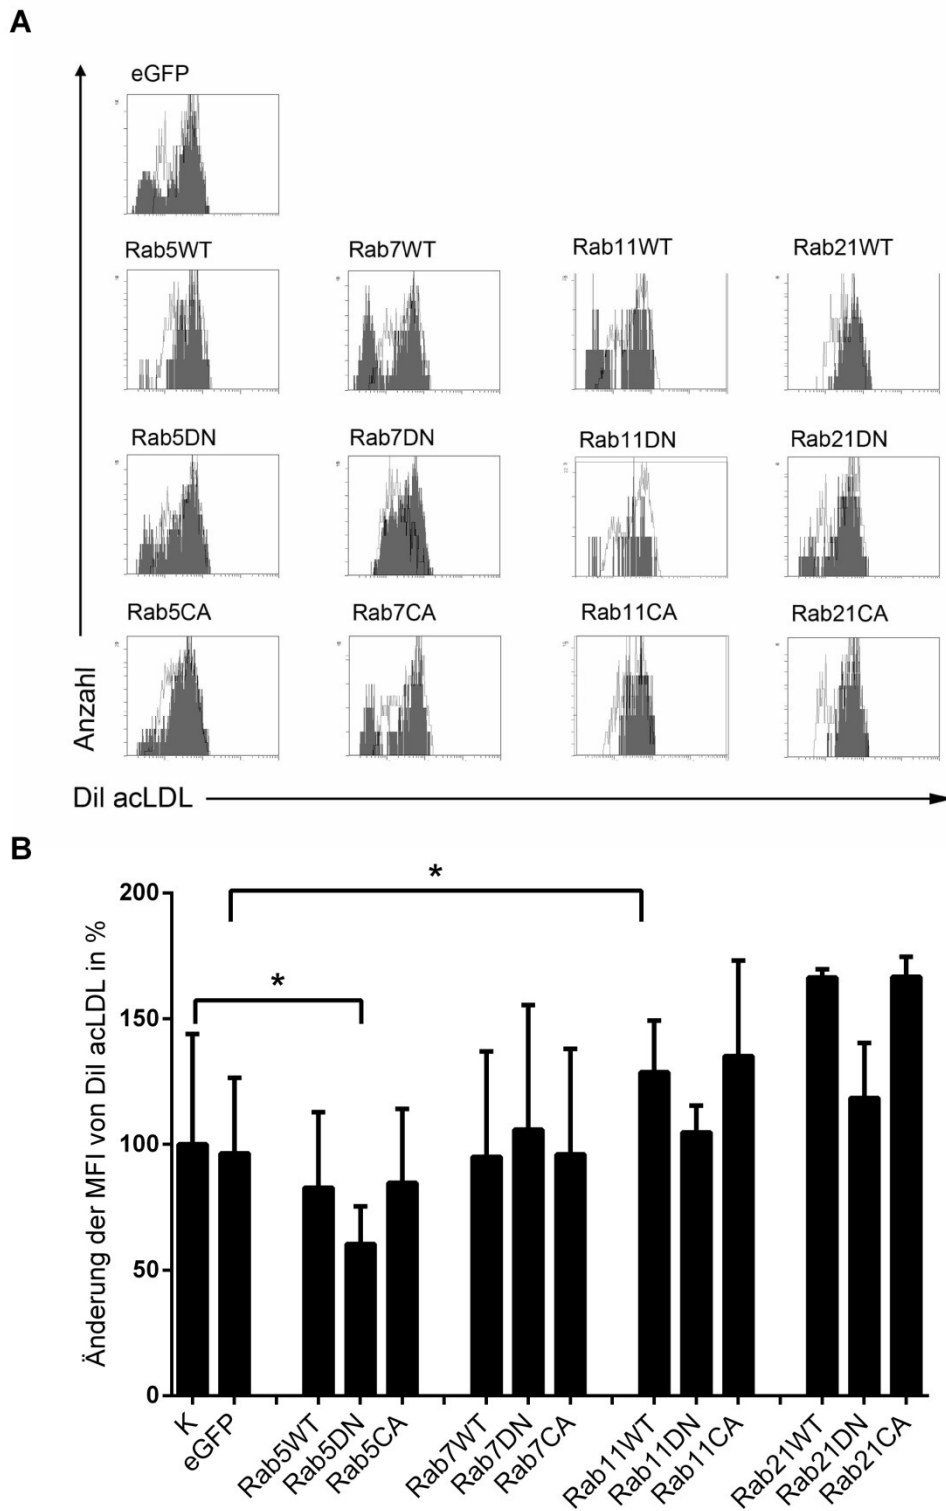 A
eGFP
Rab5WT Rab7WT Rab11WT Rab21WT
Rab5DN Rab7DN Rab11DN Rab21DN
Rab5CA Rab7CA Rab11CA Rab21CA
Anzahl
Dil acLDL
B
*
*
Änderung der MFI von Dil acLDL in %
200
150
100
50
0
K eGFP Rab5WT Rab5DN Rab5CA Rab7WT Rab7DN Rab7CA Rab11WT Rab11DN Rab11CA Rab21WT Rab21DN Rab21CA